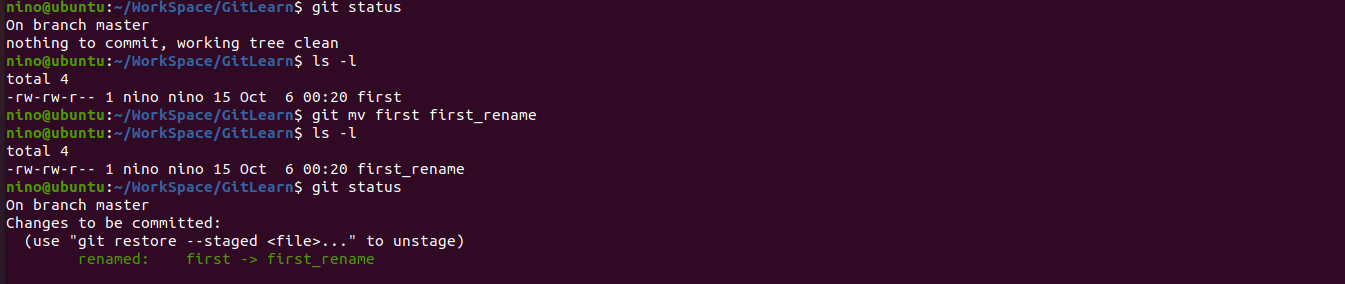 nino@ubuntu:~/WorkSpace/GitLearn$ git status
On branch master
nothing to commit, working tree clean
nino@ubuntu:~/WorkSpace/GitLearn$ ls -l
total 4
-rw-rw-r-- 1 nino nino 15 Oct  6 00:20 first
nino@ubuntu:~/WorkSpace/GitLearn$ git mv first first_rename
nino@ubuntu:~/WorkSpace/GitLearn$ ls -l
total 4
-rw-rw-r-- 1 nino nino 15 Oct  6 00:20 first_rename
nino@ubuntu:~/WorkSpace/GitLearn$ git status
On branch master
Changes to be committed:
  (use "git restore --staged <file>..." to unstage)
        renamed:    first -> first_rename